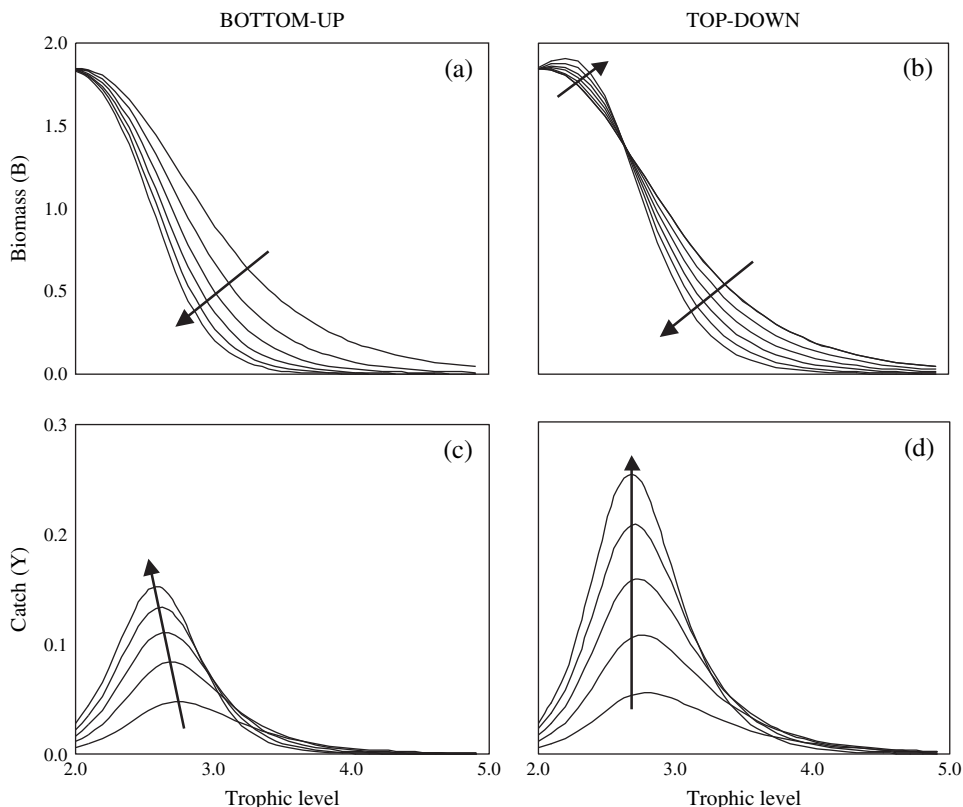 BOTTOM-UP
TOP-DOWN
2.0
1.5
1.0
0.5
0.0
Biomass (B)
(a)
(b)
0.3
0.2
0.1
0.0
Catch (Y)
(c)
(d)
2.0 3.0 4.0 5.0
2.0 3.0 4.0 5.0
Trophic level
Trophic level